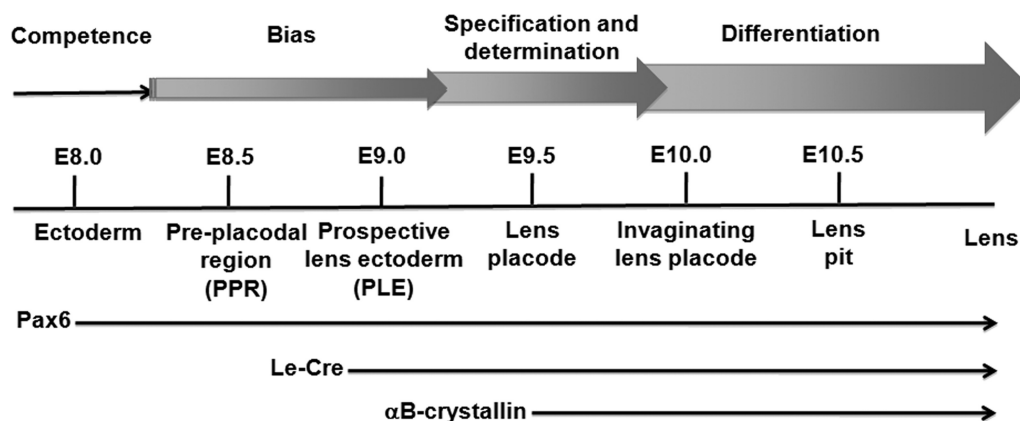 Competence
Bias
Specification and
determination
Differentiation
E8.0
E8.5
E9.0
E9.5
E10.0
E10.5
Ectoderm
Pre-placodal
region
(PPR)
Prospective
lens ectoderm
(PLE)
Lens
placode
Invaginating
lens placode
Lens
pit
Lens
Pax6
Le-Cre
αB-crystallin